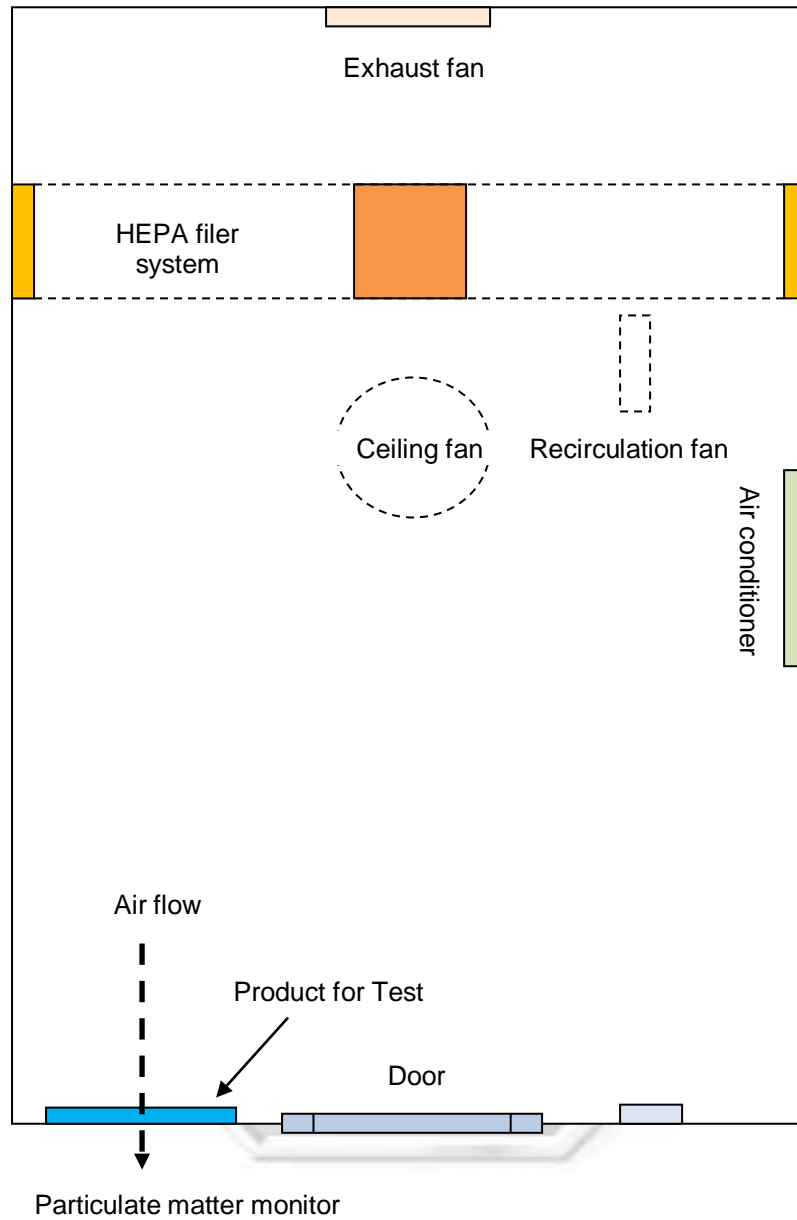 Exhaust fan
HEPA filer
system
Ceiling fan
Recirculation fan
Air conditioner
Air flow
Product for Test
Door
Particulate matter monitor